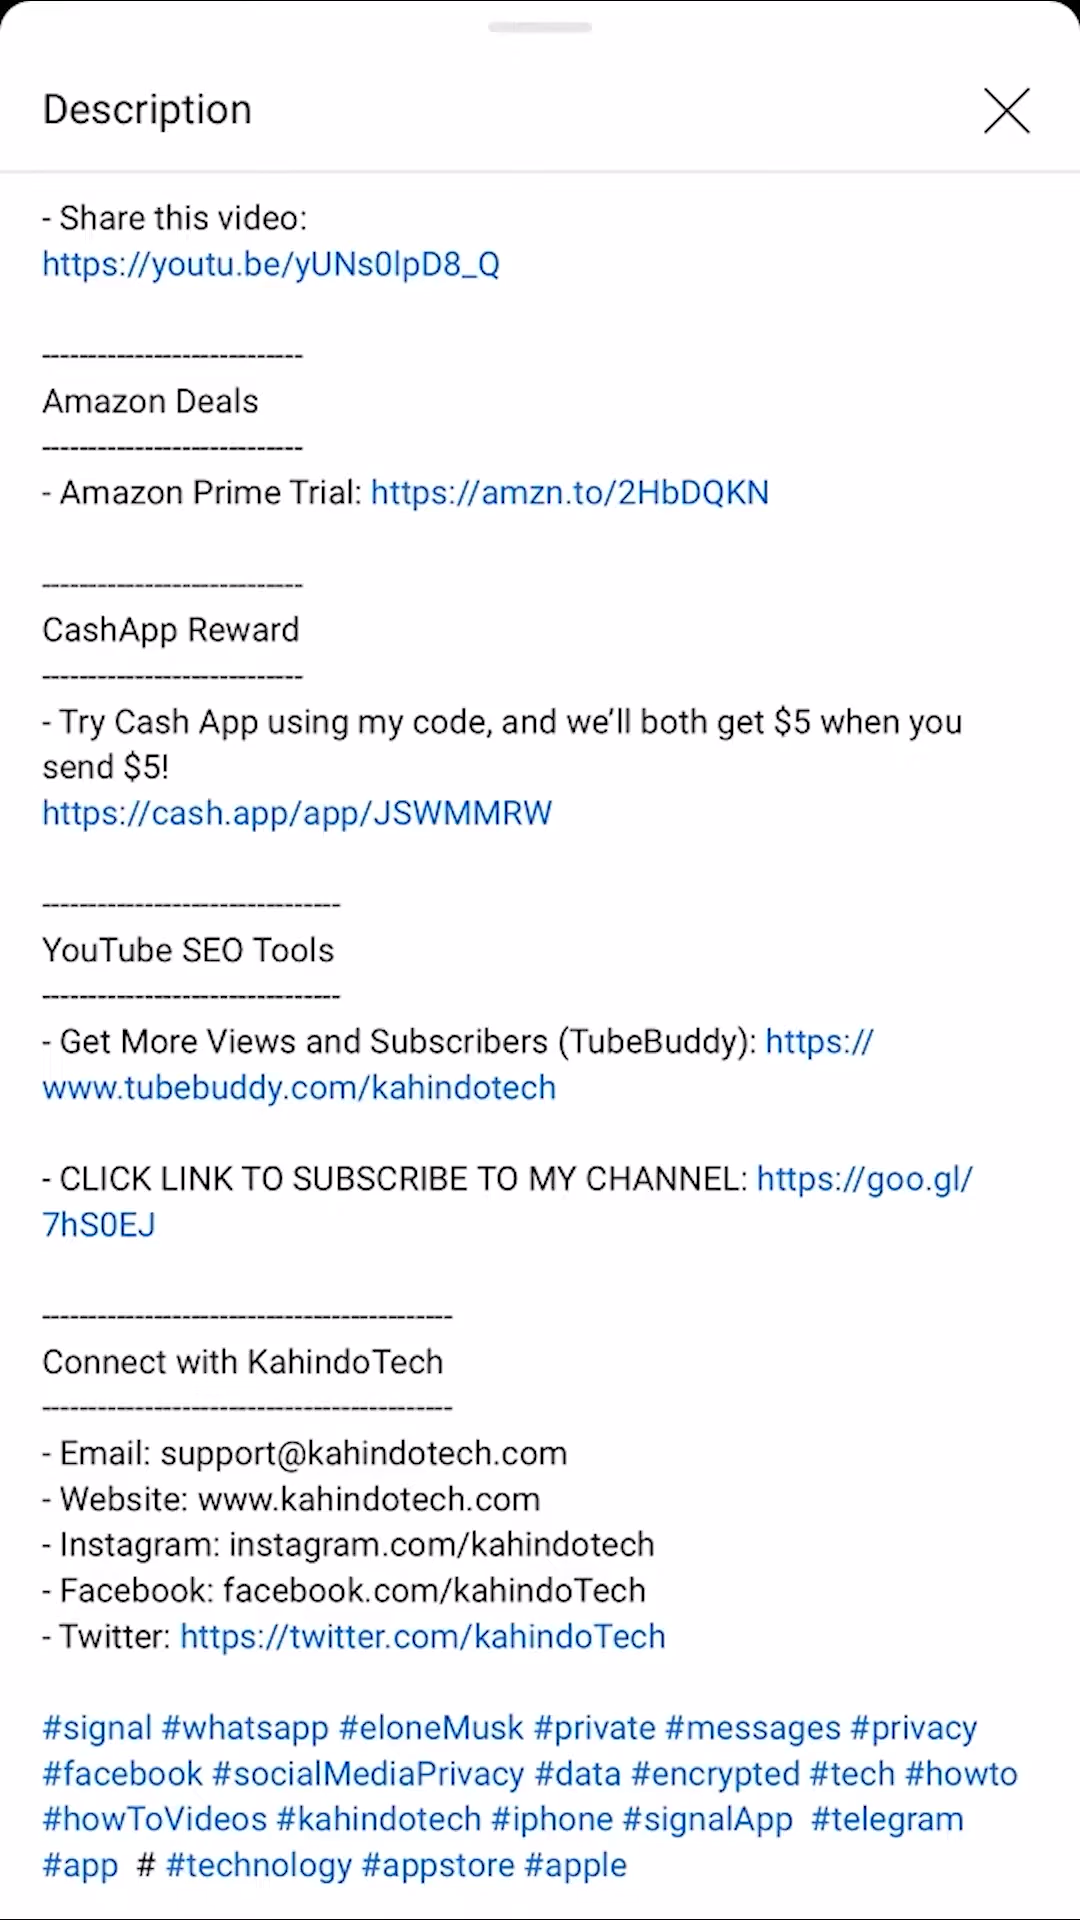 Description
- Share this video:
https://youtu.be/yUNs0lpD8_Q
----------------------------
Amazon Deals
----------------------------
- Amazon Prime Trial: https://amzn.to/2HbDQKN
----------------------------
CashApp Reward
----------------------------
- Try Cash App using my code, and we’ll both get $5 when you
send $5!
https://cash.app/app/JSWMMRW
--------------------------------
YouTube SEO Tools
--------------------------------
- Get More Views and Subscribers (TubeBuddy): https://
www.tubebuddy.com/kahindotech
- CLICK LINK TO SUBSCRIBE TO MY CHANNEL: https://goo.gl/
7hS0EJ
--------------------------------------------
Connect with KahindoTech
--------------------------------------------
- Email: support@kahindotech.com
- Website: www.kahindotech.com
- Instagram: instagram.com/kahindotech
- Facebook: facebook.com/kahindoTech
- Twitter: https://twitter.com/kahindoTech
#signal #whatsapp #eloneMusk #private #messages #privacy
#facebook #socialMediaPrivacy #data #encrypted #tech #howto
#howToVideos #kahindotech #iphone #signalApp  #telegram
#app  # #technology #appstore #apple